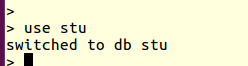 >
> use stu
switched to db stu
>